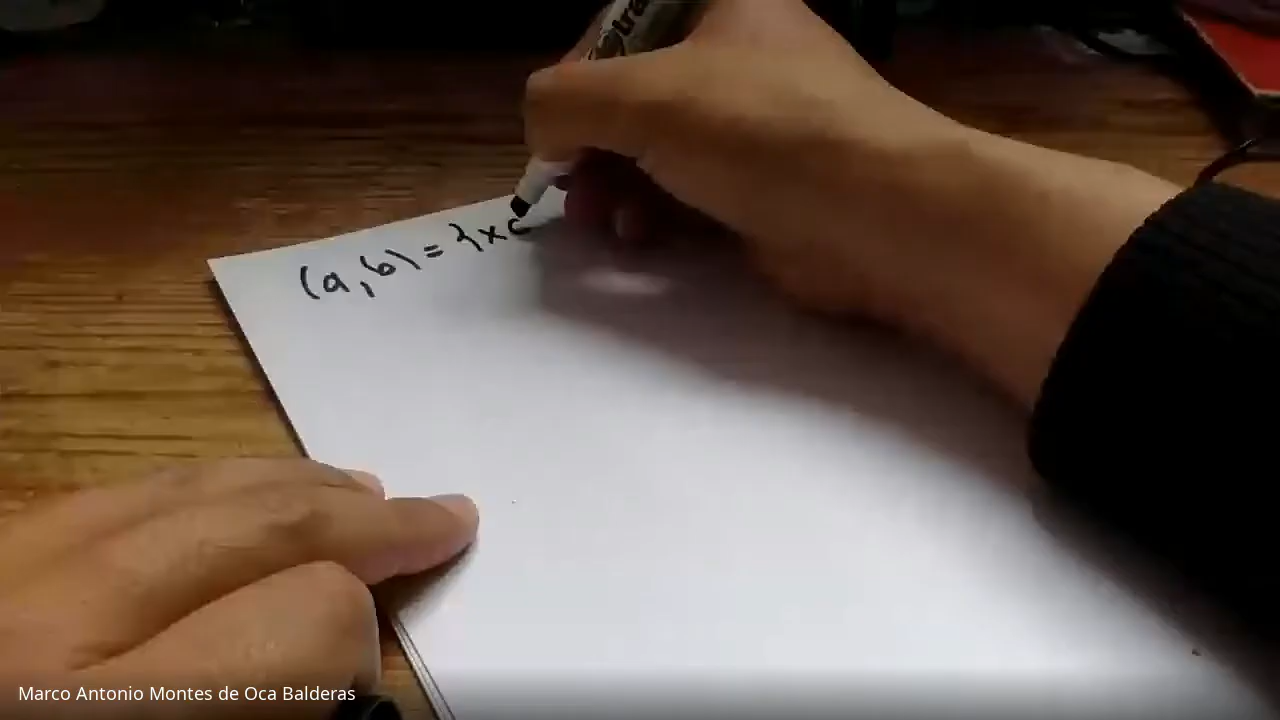 (a,b) = {x
Marco Antonio Montes de Oca Balderas